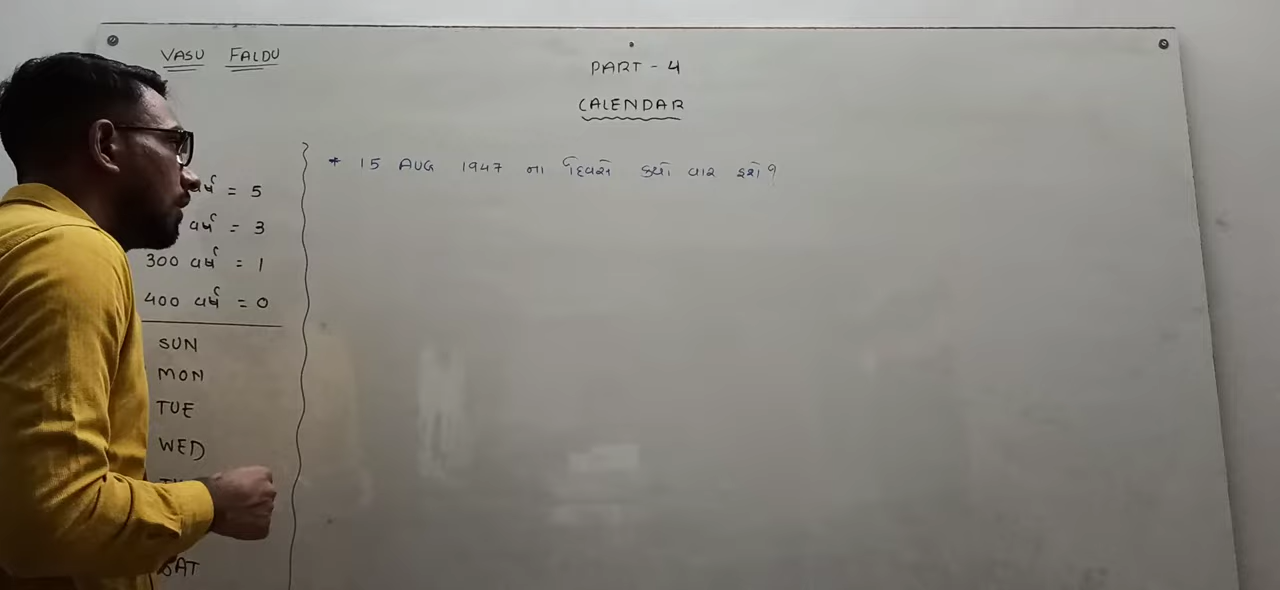 VASU FALDU
PART - 4
CALENDAR
* 15 AUG 1947 ના દિવસે કયો વાર હશે?
વર્ષ = 5
વર્ષ = 3
300 વર્ષ = 1
400 વર્ષ = 0
SUN
MON
TUE
WED
SAT